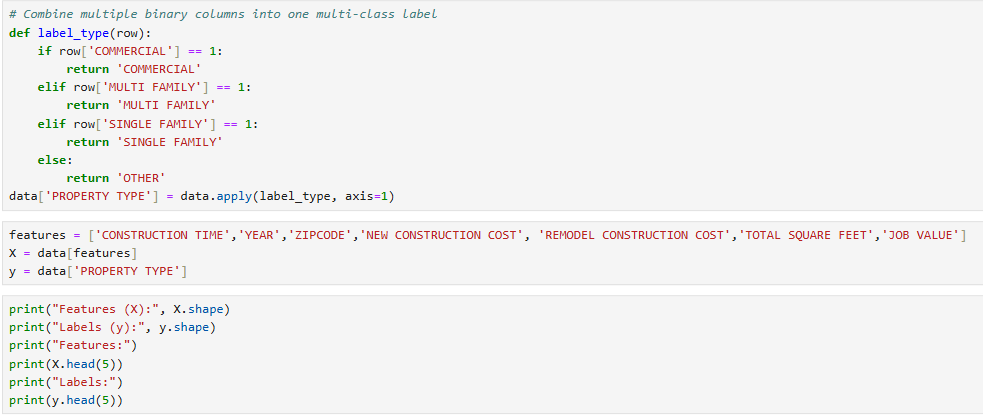 # Combine multiple binary columns into one multi-class label
def label_type(row):
    if row['COMMERCIAL'] == 1:
        return 'COMMERCIAL'
    elif row['MULTI FAMILY'] == 1:
        return 'MULTI FAMILY'
    elif row['SINGLE FAMILY'] == 1:
        return 'SINGLE FAMILY'
    else:
        return 'OTHER'
data['PROPERTY TYPE'] = data.apply(label_type, axis=1)
features = ['CONSTRUCTION TIME','YEAR','ZIPCODE','NEW CONSTRUCTION COST', 'REMODEL CONSTRUCTION COST','TOTAL SQUARE FEET','JOB VALUE']
X = data[features]
y = data['PROPERTY TYPE']
print("Features (X):", X.shape)
print("Labels (y):", y.shape)
print("Features:")
print(X.head(5))
print("Labels:")
print(y.head(5))